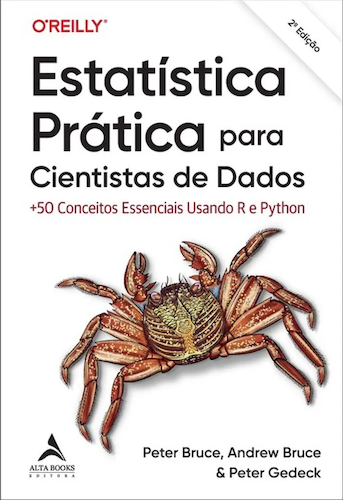 O'REILLY®
2ª Edição
Estatística
Prática para
Cientistas de Dados
+50 Conceitos Essenciais Usando R e Python
Peter Bruce, Andrew Bruce
& Peter Gedeck
ALTA BOOKS
EDITORA